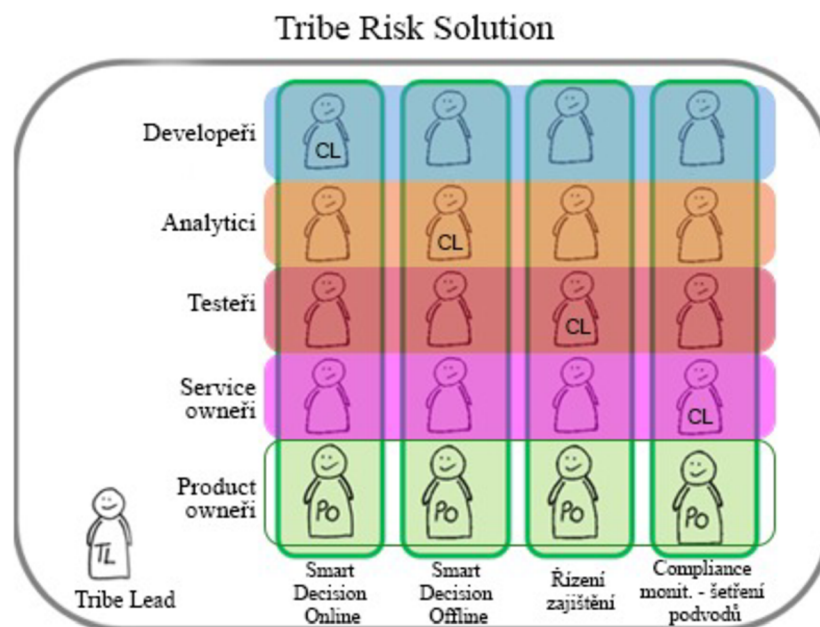 Tribe Risk Solution
Developeři
CL
Analytici
CL
Testeři
CL
Service
owneři
CL
Product
owneři
PO
PO
PO
PO
TL
Tribe Lead
Smart
Decision
Online
Smart
Decision
Offline
Řízení
zajištění
Compliance
monit. - šetření
podvodů